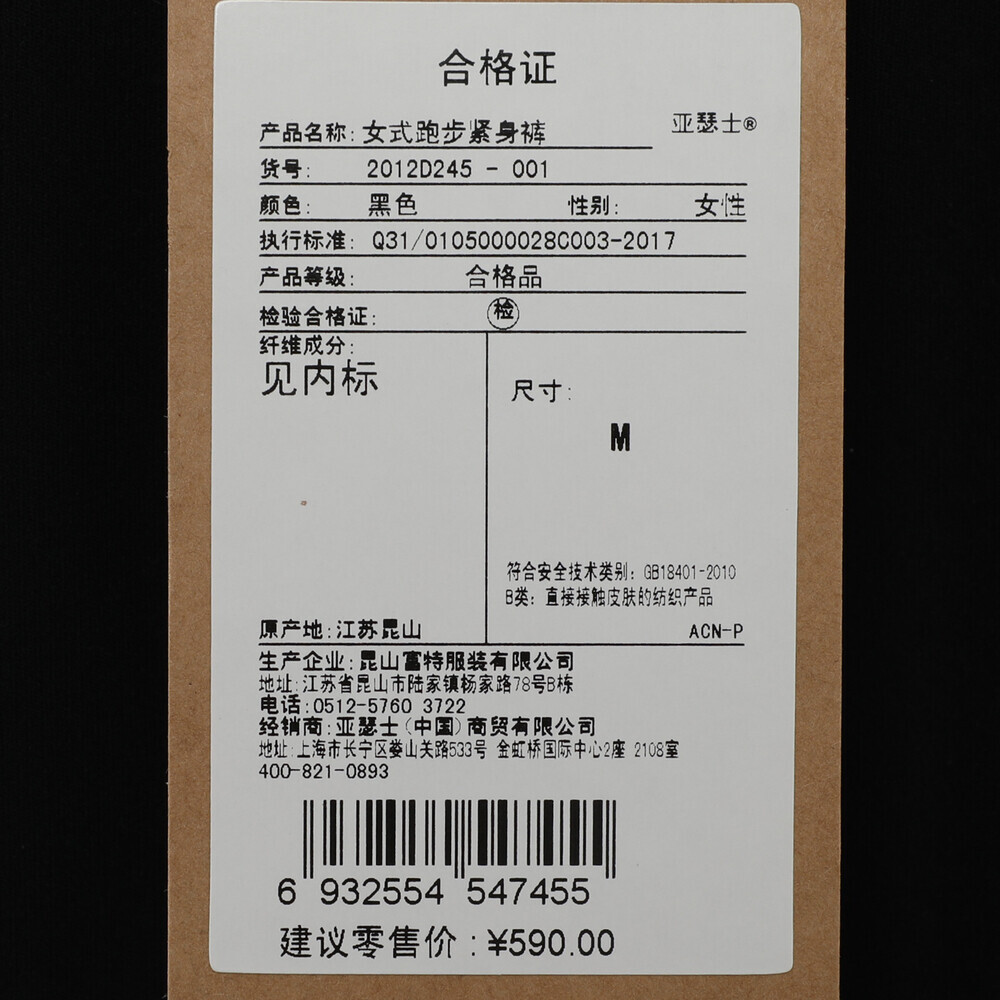 合格证
产品名称: 女式跑步紧身裤 亚瑟士®
货号: 2012D245 - 001
颜色: 黑色 性别: 女性
执行标准: Q31/0105000028C003-2017
产品等级: 合格品
检验合格证: 检
纤维成分:
见内标
尺寸:
M
符合安全技术类别: GB18401-2010
B类: 直接接触皮肤的纺织产品
原产地:江苏昆山 ACN-P
生产企业:昆山富特服装有限公司
地址:江苏省昆山市陆家镇杨家路78号B栋
电话:0512-5760 3722
经销商:亚瑟士(中国)商贸有限公司
地址:上海市长宁区娄山关路533号 金虹桥国际中心2座 2108室
400-821-0893
6 932554 547455
建议零售价:¥590.00